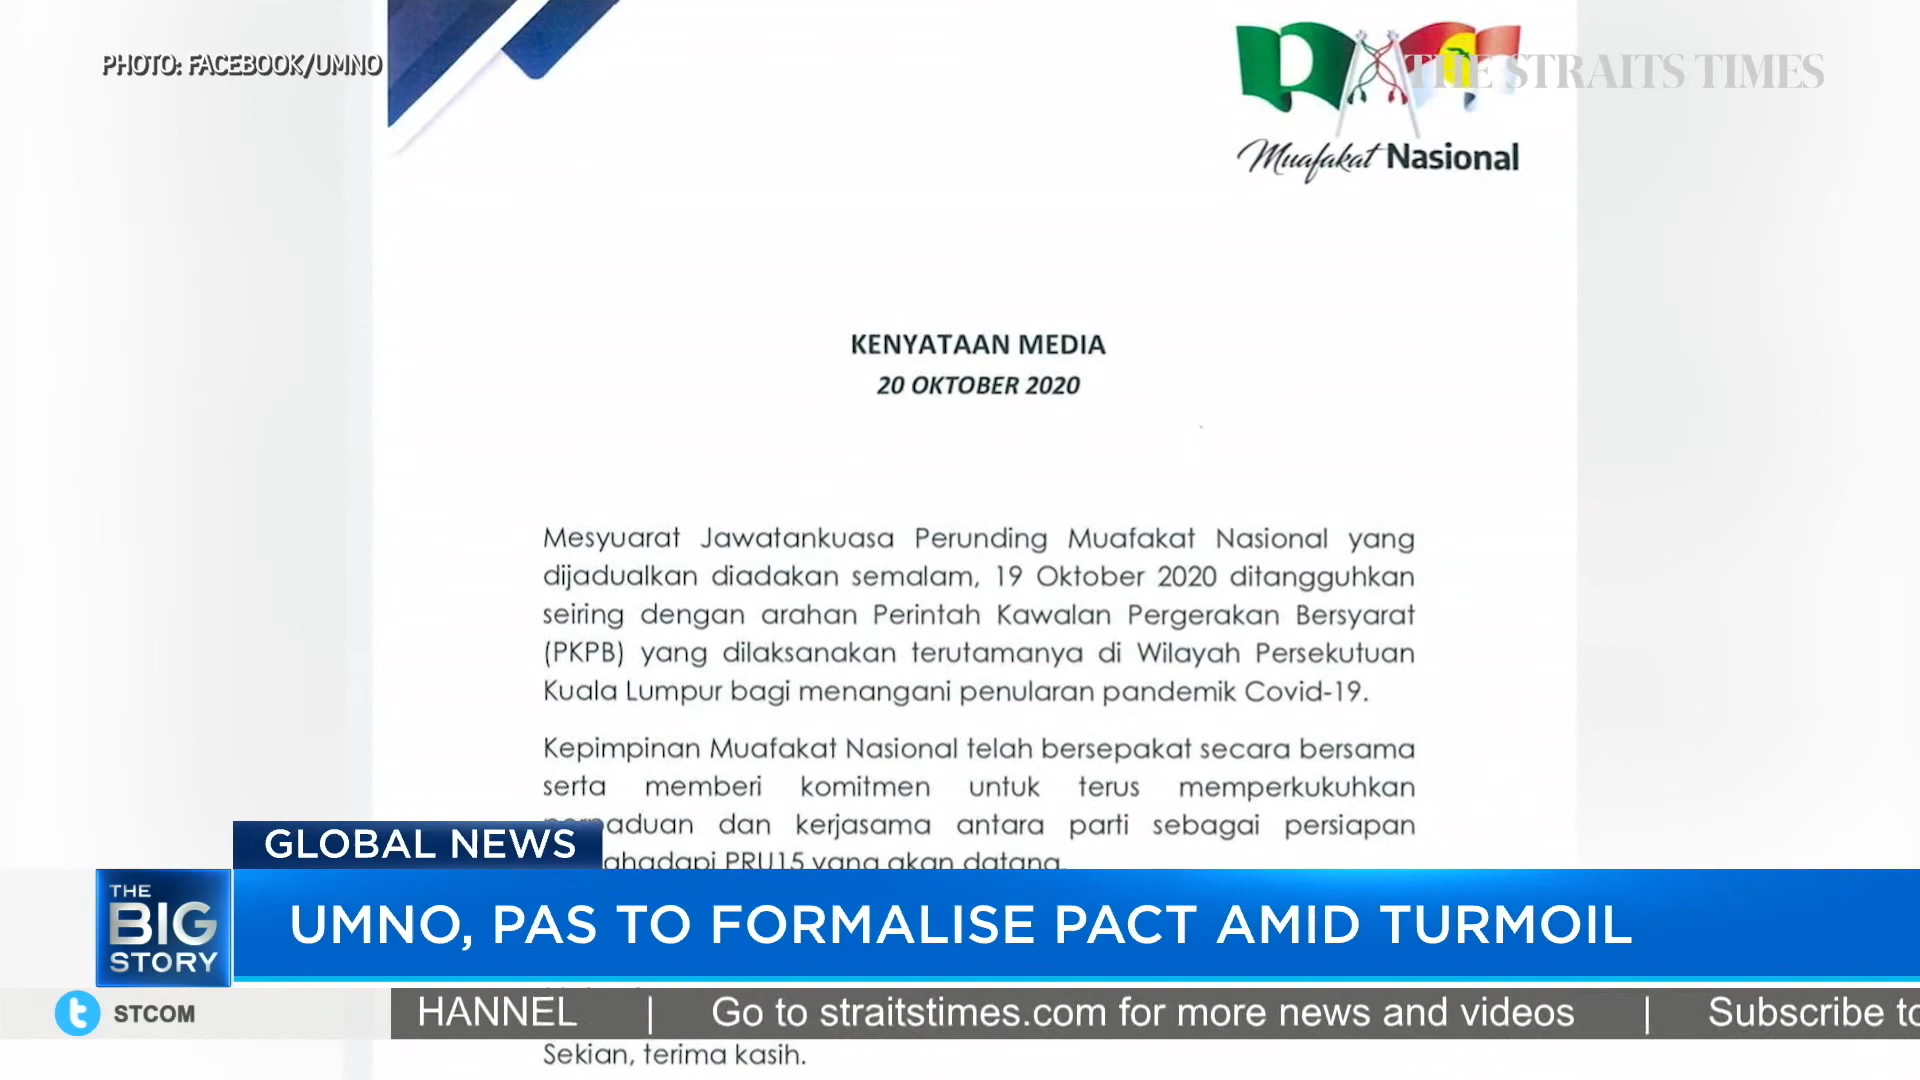 PHOTO: FACEBOOK/UMNO
THE STRAITS TIMES
Muafakat Nasional
KENYATAAN MEDIA
20 OKTOBER 2020
Mesyuarat Jawatankuasa Perunding Muafakat Nasional yang
dijadualkan diadakan semalam, 19 Oktober 2020 ditangguhkan
seiring dengan arahan Perintah Kawalan Pergerakan Bersyarat
(PKPB) yang dilaksanakan terutamanya di Wilayah Persekutuan
Kuala Lumpur bagi menangani penularan pandemik Covid-19.
Kepimpinan Muafakat Nasional telah bersepakat secara bersama
serta memberi komitmen untuk terus memperkukuhkan
dan kerjasama antara parti sebagai persiapan
PRU15 yang akan datang.
GLOBAL NEWS
THE
BIG
STORY
UMNO, PAS TO FORMALISE PACT AMID TURMOIL
STCOM
HANNEL | Go to straitstimes.com for more news and videos | Subscribe to
Sekian, terima kasih.